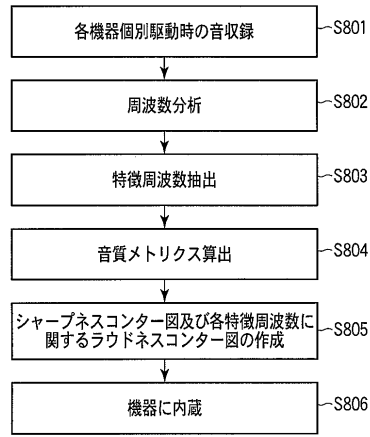 各機器個別駆動時の音収録
S801
周波数分析
S802
特徴周波数抽出
S803
音質メトリクス算出
S804
シャープネスコンター図及び各特徴周波数に
関するラウドネスコンター図の作成
S805
機器に内蔵
S806